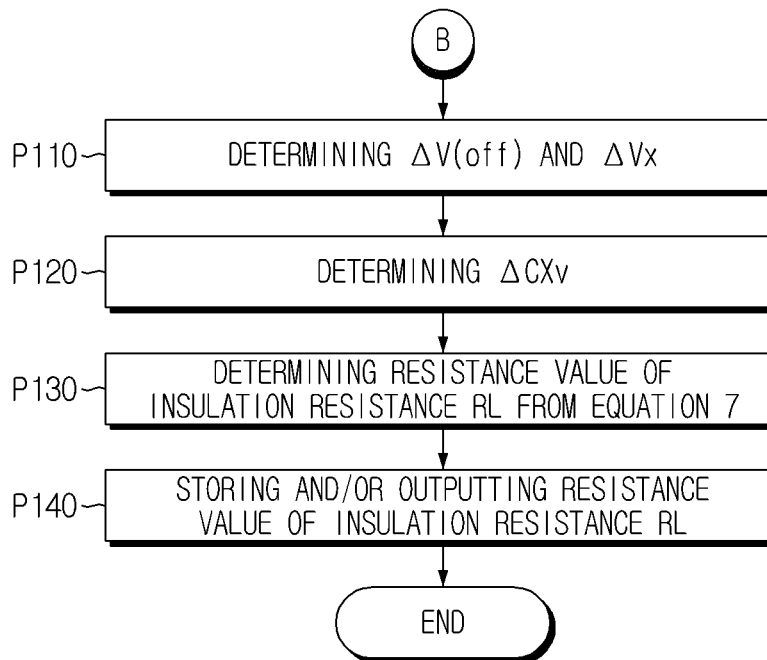 B
P110 DETERMINING ΔV(off) AND ΔVx
P120 DETERMINING ΔCXv
P130 DETERMINING RESISTANCE VALUE OF
INSULATION RESISTANCE RL FROM EQUATION 7
P140 STORING AND/OR OUTPUTTING RESISTANCE
VALUE OF INSULATION RESISTANCE RL
END